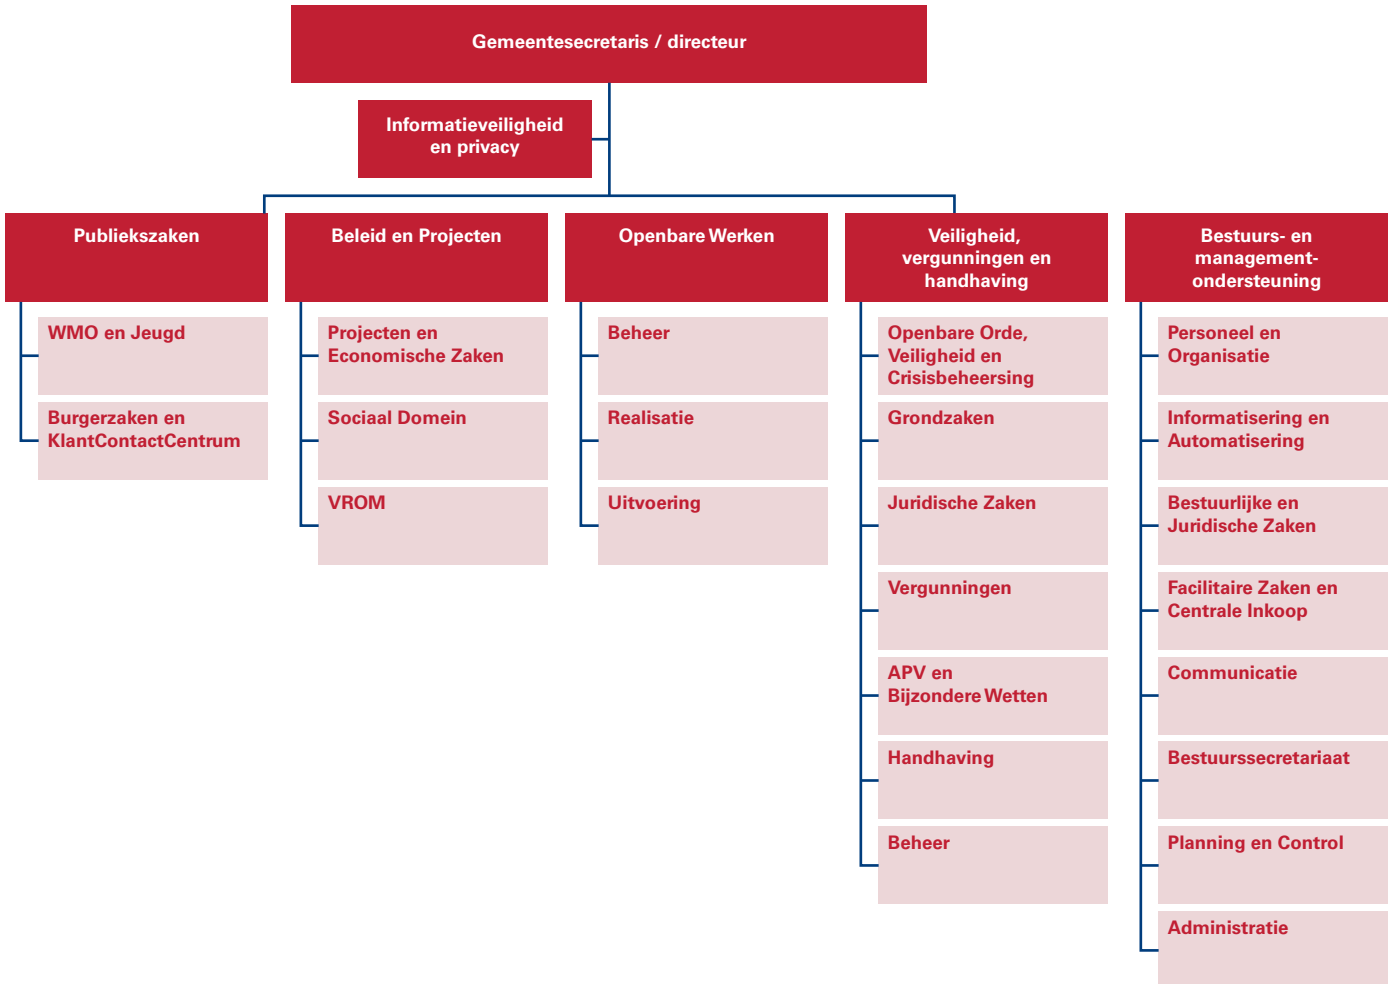 Gemeentesecretaris / directeur
Informatieveiligheid
en privacy
Publiekszaken
WMO en Jeugd
Burgerzaken en
KlantContactCentrum
Beleid en Projecten
Projecten en
Economische Zaken
Sociaal Domein
VROM
Openbare Werken
Beheer
Realisatie
Uitvoering
Veiligheid,
vergunningen en
handhaving
Openbare Orde,
Veiligheid en
Crisisbeheersing
Grondzaken
Juridische Zaken
Vergunningen
APV en
Bijzondere Wetten
Handhaving
Beheer
Bestuurs- en
management-
ondersteuning
Personeel en
Organisatie
Informatisering en
Automatisering
Bestuurlijke en
Juridische Zaken
Facilitaire Zaken en
Centrale Inkoop
Communicatie
Bestuurssecretariaat
Planning en Control
Administratie